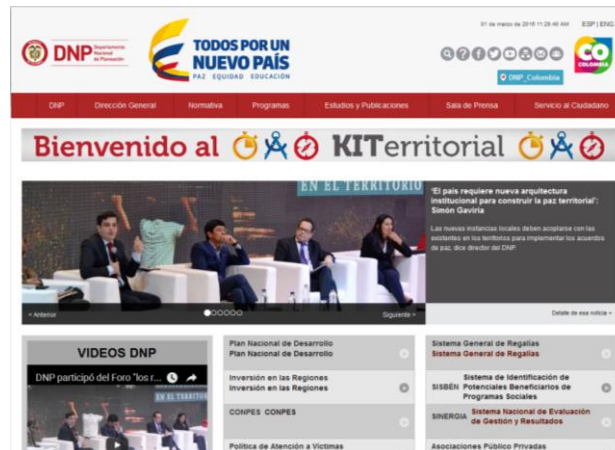 01 de marzo de 2016 11:28:46 AM
ESP | ENG
DNP Departamento Nacional de Planeación
TODOS POR UN
NUEVO PAÍS
PAZ EQUIDAD EDUCACIÓN
CO
COLOMBIA
DNP_Colombia
DNP Dirección General Normativa Programas Estudios y Publicaciones Sala de Prensa Servicio al Ciudadano
Bienvenido al KITerritorial
EN EL TERRITORIO
'El país requiere nueva arquitectura
institucional para construir la paz territorial':
Simón Gaviria
Las nuevas instancias locales deben acoplarse con las
existentes en los territorios para implementar los acuerdos
de paz, dice director del DNP.
« Anterior
Siguiente »
Detalle de esa noticia »
VIDEOS DNP
DNP participó del Foro "los r...
EN EL TERRITORIO
Plan Nacional de Desarrollo
Plan Nacional de Desarrollo
Inversión en las Regiones
Inversión en las Regiones
CONPES CONPES
Política de Atención a Víctimas
Sistema General de Regalías
Sistema General de Regalías
SISBÉN Sistema de Identificación de
Potenciales Beneficiarios de
Programas Sociales
SINERGIA Sistema Nacional de Evaluación
de Gestión y Resultados
Asociaciones Público Privadas